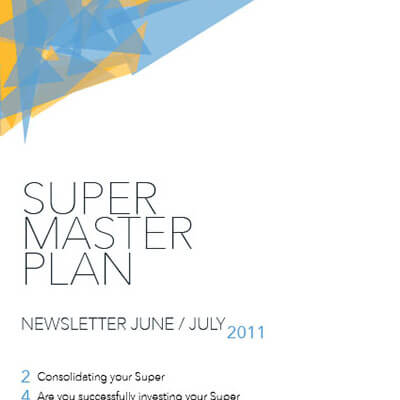 SUPER
MASTER
PLAN
NEWSLETTER JUNE / JULY 2011
2 Consolidating your Super
4 Are you successfully investing your Super